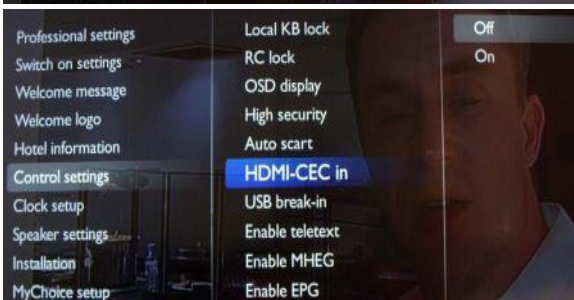 Professional settings
Switch on settings
Welcome message
Welcome logo
Hotel information
Control settings
Clock setup
Speaker settings
Installation
MyChoice setup
Local KB lock
RC lock
OSD display
High security
Auto scart
HDMI-CEC in
USB break-in
Enable teletext
Enable MHEG
Enable EPG
Off
On